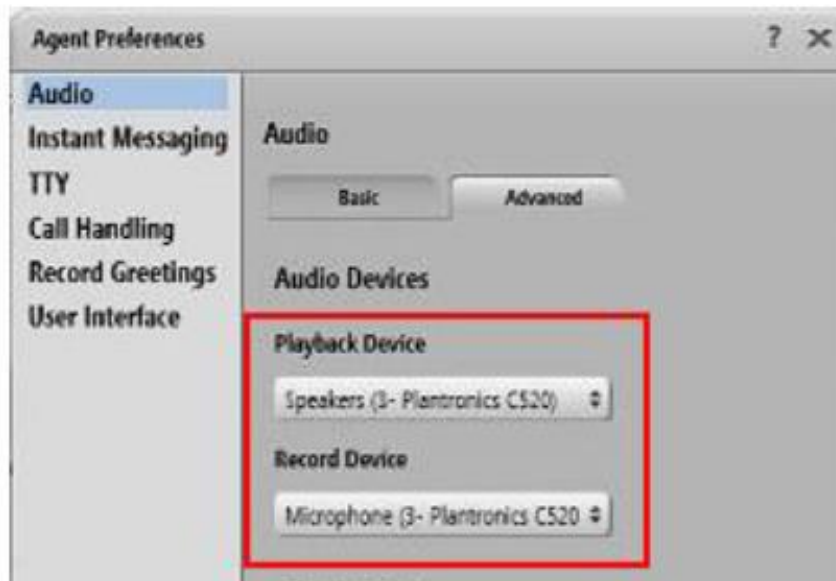 Agent Preferences ? ×
Audio
Instant Messaging
TTY
Call Handling
Record Greetings
User Interface
Audio
Basic Advanced
Audio Devices
Playback Device
Speakers (3- Plantronics C520)
Record Device
Microphone (3- Plantronics C520